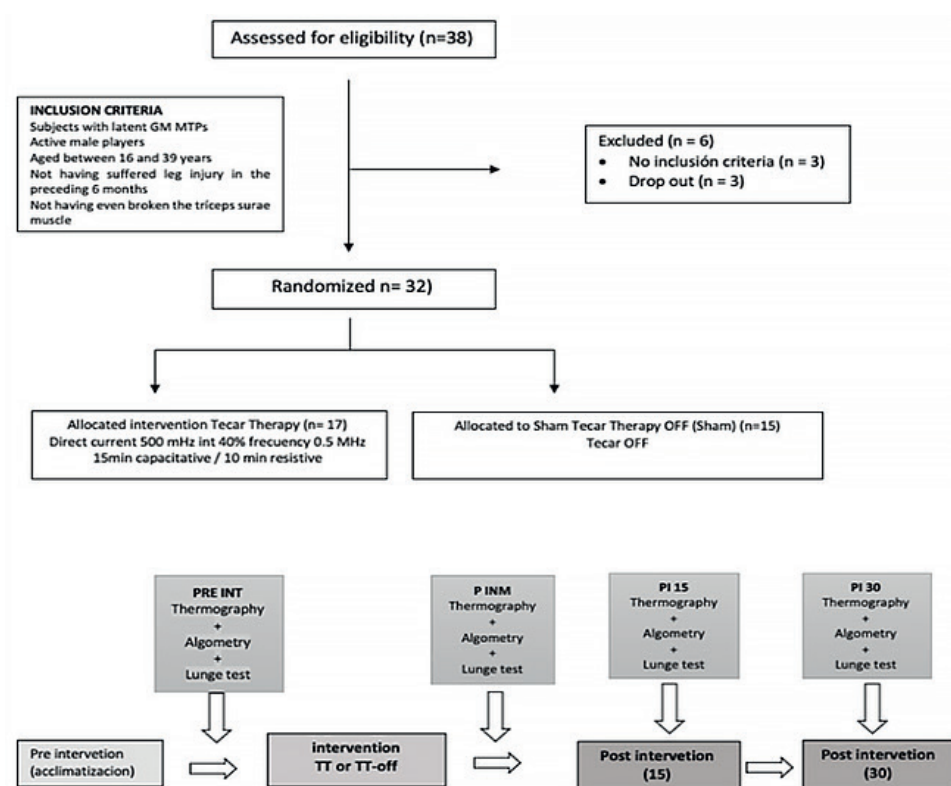 Assessed for eligibility (n=38)
INCLUSION CRITERIA
Subjects with latent GM MTPs
Active male players
Aged between 16 and 39 years
Not having suffered leg injury in the
preceding 6 months
Not having even broken the tríceps surae
muscle
Excluded (n = 6)
• No inclusión criteria (n = 3)
• Drop out (n = 3)
Randomized n= 32)
Allocated intervention Tecar Therapy (n= 17)
Direct current 500 mHz int 40% frecuency 0.5 MHz
15min capacitative / 10 min resistive
Allocated to Sham Tecar Therapy OFF (Sham) (n=15)
Tecar OFF
PRE INT
Thermography
+
Algometry
+
Lunge test
P INM
Thermography
+
Algometry
+
Lunge test
PI 15
Thermography
+
Algometry
+
Lunge test
PI 30
Thermography
+
Algometry
+
Lunge test
Pre intervetion
(acclimatizacion)
intervention
TT or TT-off
Post intervetion
(15)
Post intervetion
(30)